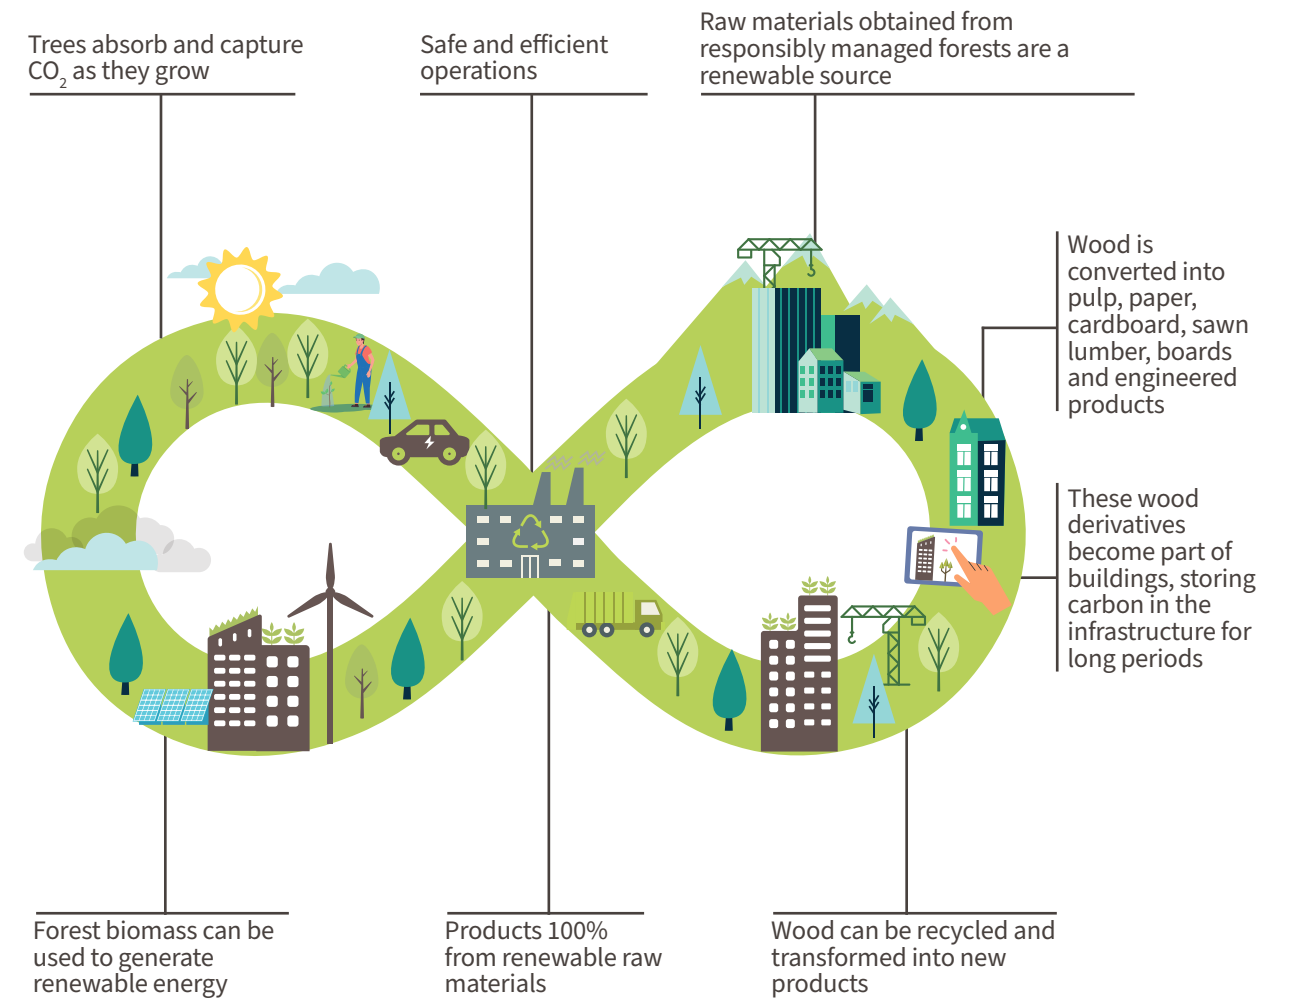 Trees absorb and capture
CO2 as they grow
Safe and efficient
operations
Raw materials obtained from
responsibly managed forests are a
renewable source
Wood is
converted into
pulp, paper,
cardboard, sawn
lumber, boards
and engineered
products
These wood
derivatives
become part of
buildings, storing
carbon in the
infrastructure for
long periods
Forest biomass can be
used to generate
renewable energy
Products 100%
from renewable raw
materials
Wood can be recycled and
transformed into new
products